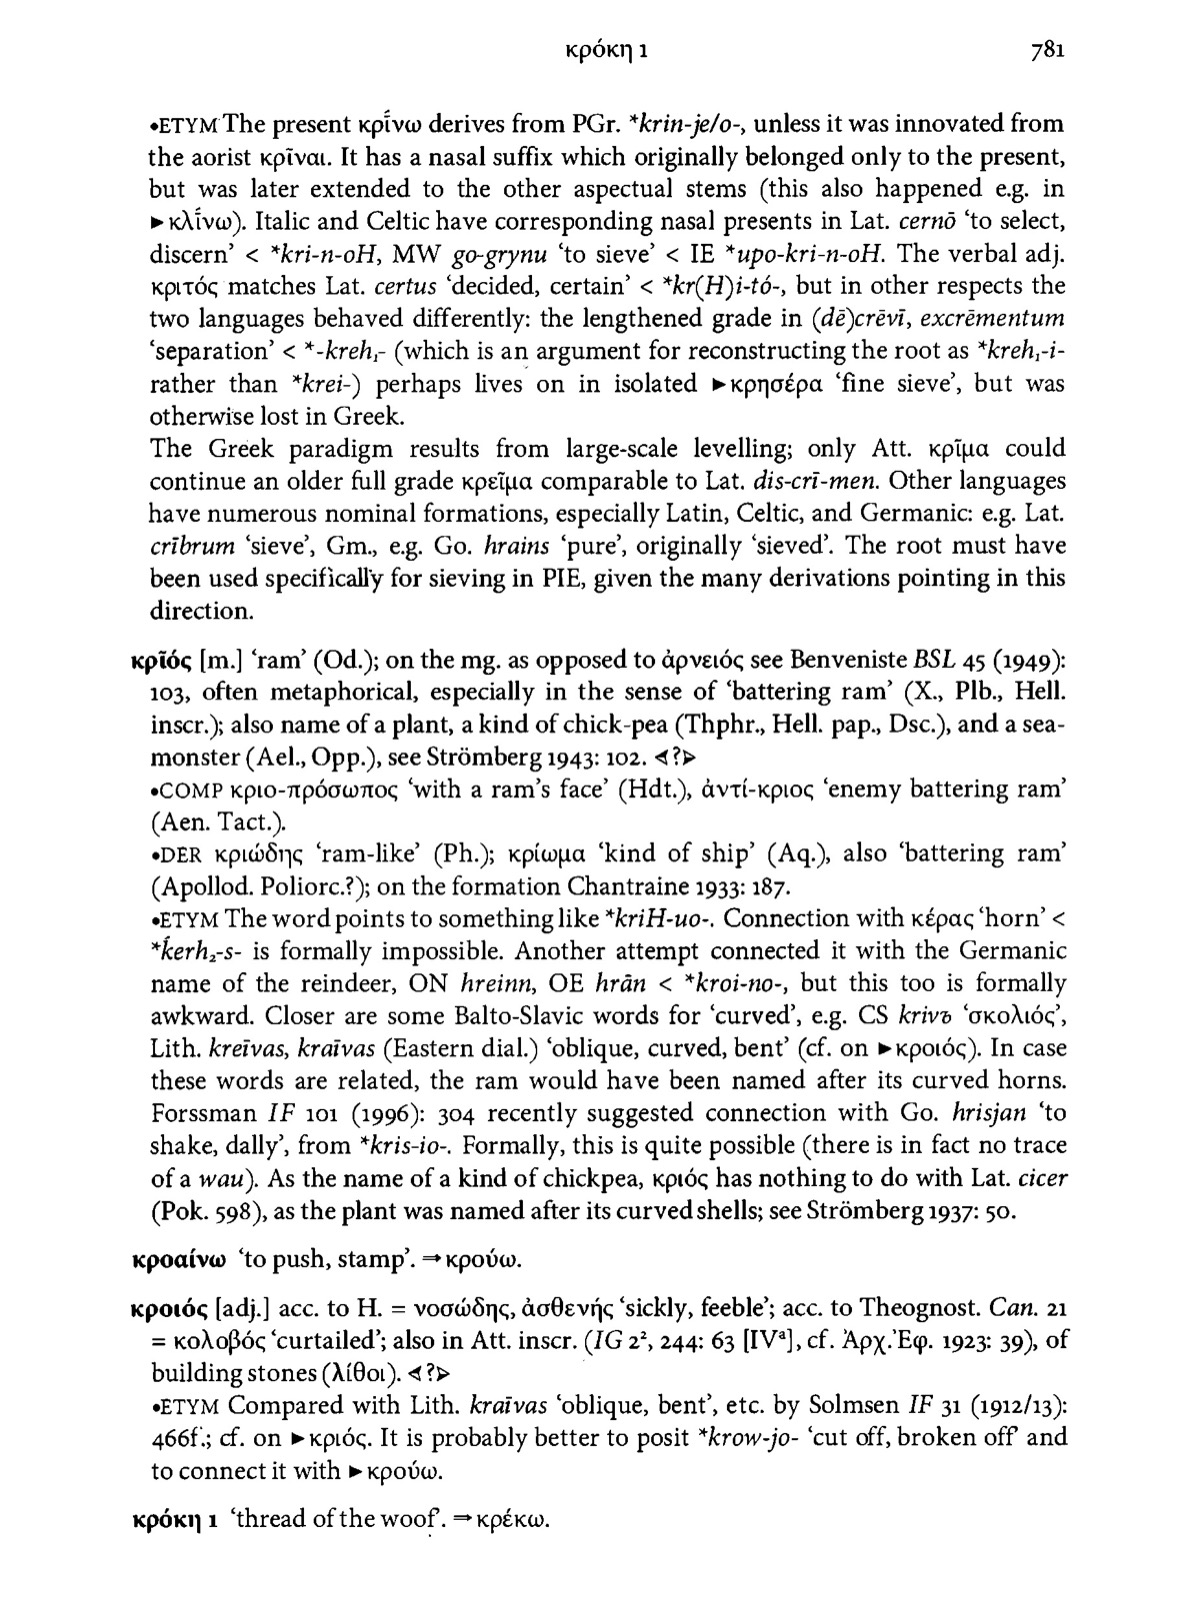 κρόκη 1 781
•ETYM The present κρί̄νω derives from PGr. *krin-je/o-, unless it was innovated from
the aorist κρῖναι. It has a nasal suffix which originally belonged only to the present,
but was later extended to the other aspectual stems (this also happened e.g. in
►κλί̄νω). Italic and Celtic have corresponding nasal presents in Lat. cernō ‘to select,
discern’ < *kri-n-oH, MW go-grynu ‘to sieve’ < IE *upo-kri-n-oH. The verbal adj.
κριτός matches Lat. certus ‘decided, certain’ < *kr(H)i-tó-, but in other respects the
two languages behaved differently: the lengthened grade in (dē)crēvī, excrēmentum
‘separation’ < *-kreh₁- (which is an argument for reconstructing the root as *kreh₁-i-
rather than *krei-) perhaps lives on in isolated ►κρησέρα ‘fine sieve’, but was
otherwise lost in Greek.
The Greek paradigm results from large-scale levelling; only Att. κρῖμα could
continue an older full grade κρεῖμα comparable to Lat. dis-crī-men. Other languages
have numerous nominal formations, especially Latin, Celtic, and Germanic: e.g. Lat.
crībrum ‘sieve’, Gm., e.g. Go. hrains ‘pure’, originally ‘sieved’. The root must have
been used specifically for sieving in PIE, given the many derivations pointing in this
direction.
κρῑός [m.] ‘ram’ (Od.); on the mg. as opposed to ἀρνειός see Benveniste BSL 45 (1949):
103, often metaphorical, especially in the sense of ‘battering ram’ (X., Plb., Hell.
inscr.); also name of a plant, a kind of chick-pea (Thphr., Hell. pap., Dsc.), and a sea-
monster (Ael., Opp.), see Strömberg 1943: 102. ⊲?⊳
•COMP κριο-πρόσωπος ‘with a ram’s face’ (Hdt.), ἀντί-κριος ‘enemy battering ram’
(Aen. Tact.).
•DER κριώδης ‘ram-like’ (Ph.); κρίωμα ‘kind of ship’ (Aq.), also ‘battering ram’
(Apollod. Poliorc.?); on the formation Chantraine 1933: 187.
•ETYM The word points to something like *kriH-uo-. Connection with κέρας ‘horn’ <
*ḱerh₂-s- is formally impossible. Another attempt connected it with the Germanic
name of the reindeer, ON hreinn, OE hrān < *kroi-no-, but this too is formally
awkward. Closer are some Balto-Slavic words for ‘curved’, e.g. CS krivъ ‘σκολιός’,
Lith. kreĩvas, kraĩvas (Eastern dial.) ‘oblique, curved, bent’ (cf. on ►κροιός). In case
these words are related, the ram would have been named after its curved horns.
Forssman IF 101 (1996): 304 recently suggested connection with Go. hrisjan ‘to
shake, dally’, from *kris-io-. Formally, this is quite possible (there is in fact no trace
of a wau). As the name of a kind of chickpea, κριός has nothing to do with Lat. cicer
(Pok. 598), as the plant was named after its curved shells; see Strömberg 1937: 50.
κροαίνω ‘to push, stamp’. ⇒κρούω.
κροιός [adj.] acc. to H. = νοσώδης, ἀσθενής ‘sickly, feeble’; acc. to Theognost. Can. 21
= κολοβός ‘curtailed’; also in Att. inscr. (IG 2², 244: 63 [IVᵃ], cf. Ἀρχ.Ἐφ. 1923: 39), of
building stones (λίθοι). ⊲?⊳
•ETYM Compared with Lith. kraĩvas ‘oblique, bent’, etc. by Solmsen IF 31 (1912/13):
466f.; cf. on ►κριός. It is probably better to posit *krow-jo- ‘cut off, broken off’ and
to connect it with ►κρούω.
κρόκη 1 ‘thread of the woof’. ⇒κρέκω.